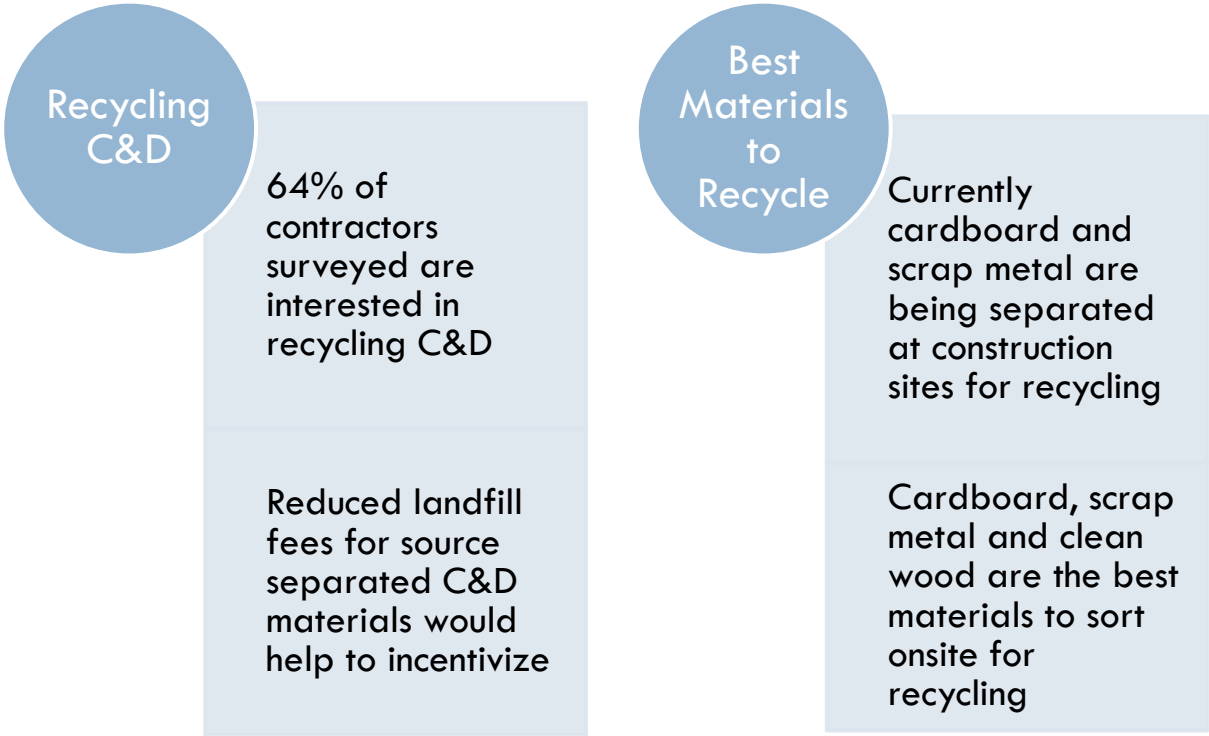 Recycling
C&D
64% of
contractors
surveyed are
interested in
recycling C&D
Reduced landfill
fees for source
separated C&D
materials would
help to incentivize
Best
Materials
to
Recycle
Currently
cardboard and
scrap metal are
being separated
at construction
sites for recycling
Cardboard, scrap
metal and clean
wood are the best
materials to sort
onsite for
recycling